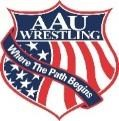 AAU
WRESTLING
Where The Path Begins